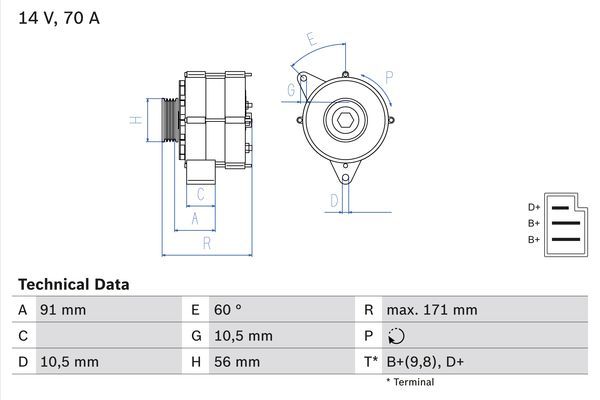 14 V, 70 A
E
P
G
H
C
A
D
R
D+
B+
B+
Technical Data
A 91 mm E 60 º R max. 171 mm
C G 10,5 mm P
D 10,5 mm H 56 mm T* B+(9,8), D+
* Terminal